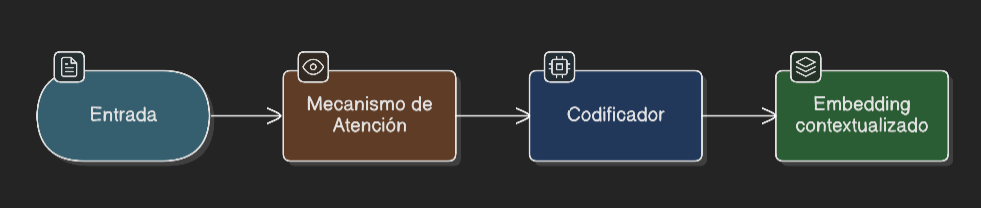 Entrada
Mecanismo de
Atención
Codificador
Embedding
contextualizado